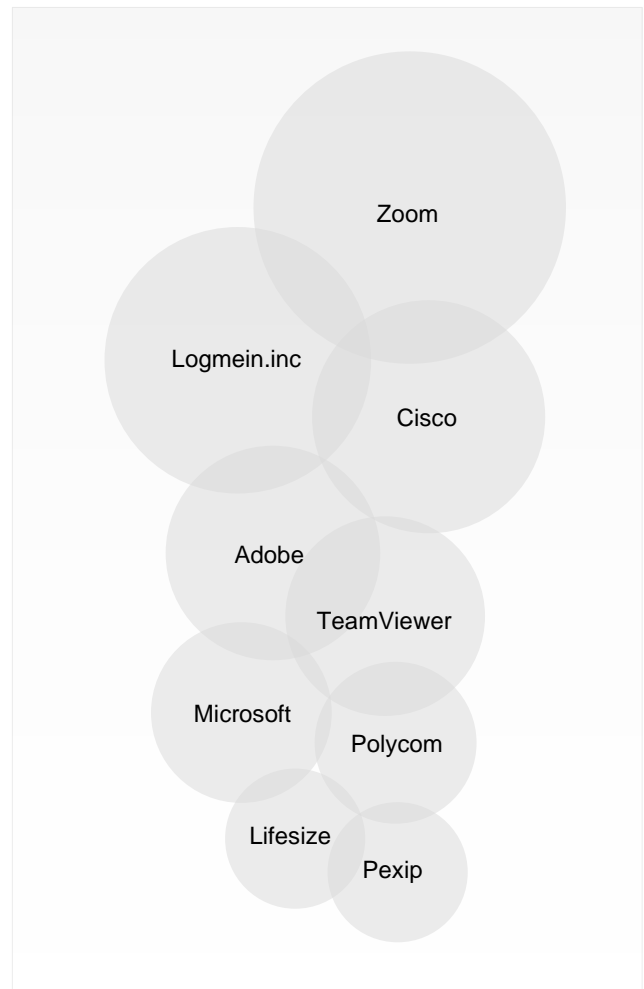 Zoom
Logmein.inc
Cisco
Adobe
TeamViewer
Microsoft
Polycom
Lifesize
Pexip